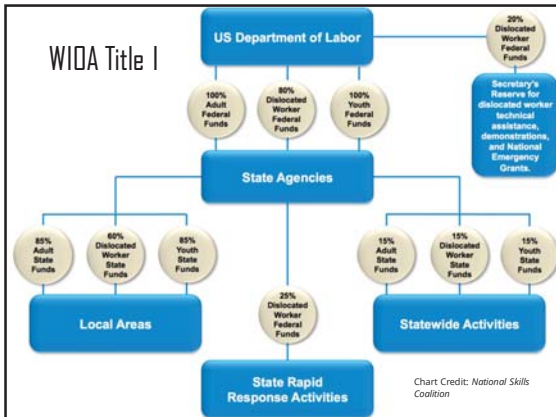 WIOA Title I
US Department of Labor
20%
Dislocated
Worker
Federal
Funds
100%
Adult
Federal
Funds
80%
Dislocated
Worker
Federal
Funds
100%
Youth
Federal
Funds
Secretary's
Reserve for
dislocated worker
technical
assistance,
demonstrations,
and National
Emergency
Grants.
State Agencies
85%
Adult
State
Funds
60%
Dislocated
Worker
State
Funds
85%
Youth
State
Funds
15%
Adult
State
Funds
15%
Dislocated
Worker
State
Funds
15%
Youth
State
Funds
25%
Dislocated
Worker
Federal
Funds
Local Areas
Statewide Activities
State Rapid
Response Activities
Chart Credit: National Skills
Coalition